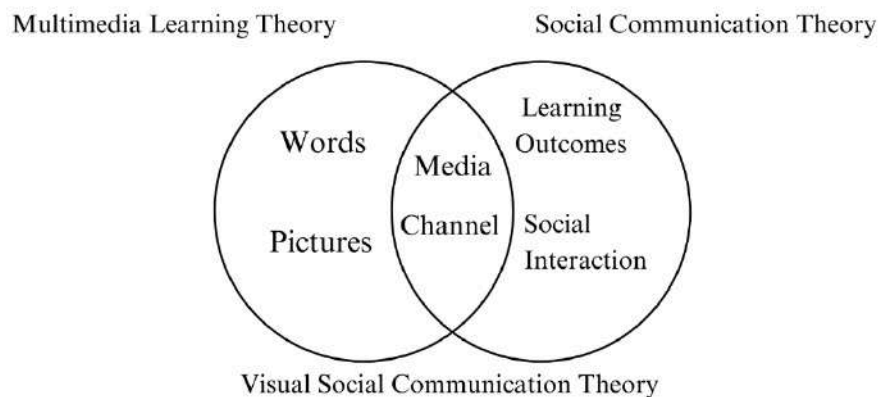 Multimedia Learning Theory
Social Communication Theory
Words
Pictures
Media
Channel
Learning
Outcomes
Social
Interaction
Visual Social Communication Theory